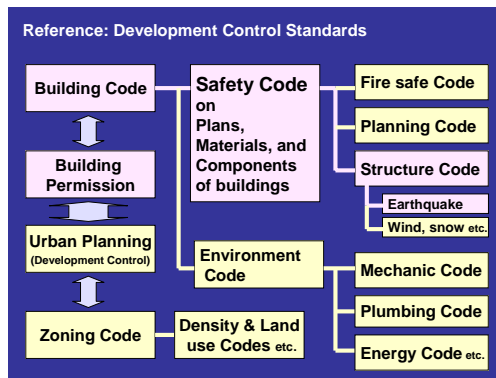 Reference: Development Control Standards
Building Code
Building
Permission
Urban Planning
(Development Control)
Zoning Code
Safety Code
on
Plans,
Materials, and
Components
of buildings
Environment
Code
Density & Land
use Codes etc.
Fire safe Code
Planning Code
Structure Code
Earthquake
Wind, snow etc.
Mechanic Code
Plumbing Code
Energy Code etc.